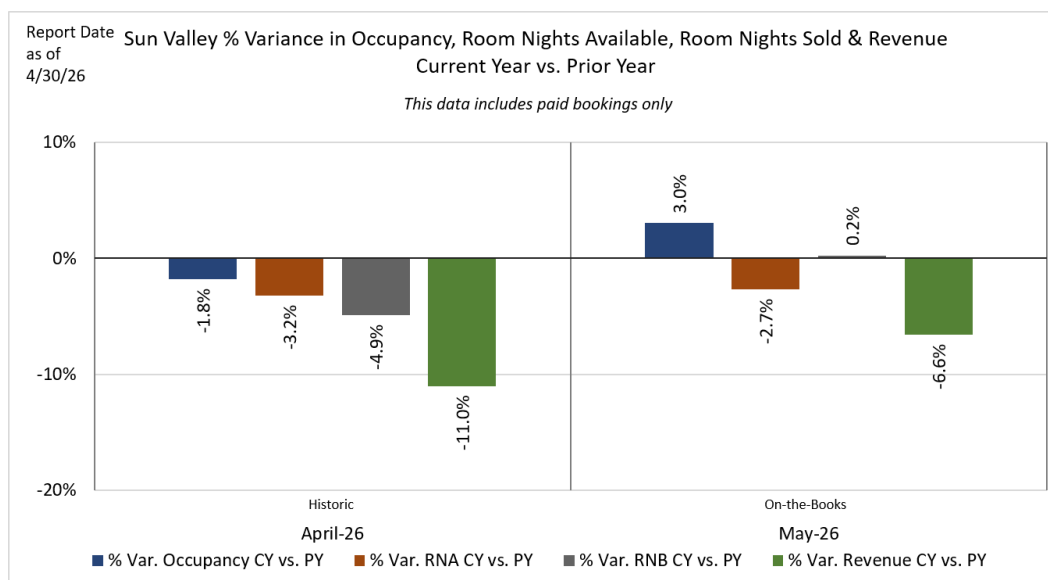 Report Date
as of
4/30/26
Sun Valley % Variance in Occupancy, Room Nights Available, Room Nights Sold & Revenue
Current Year vs. Prior Year
This data includes paid bookings only
10%
0%
-10%
-20%
-1.8%
-3.2%
-4.9%
-11.0%
3.0%
-2.7%
0.2%
-6.6%
Historic
On-the-Books
April-26
May-26
% Var. Occupancy CY vs. PY
% Var. RNA CY vs. PY
% Var. RNB CY vs. PY
% Var. Revenue CY vs. PY